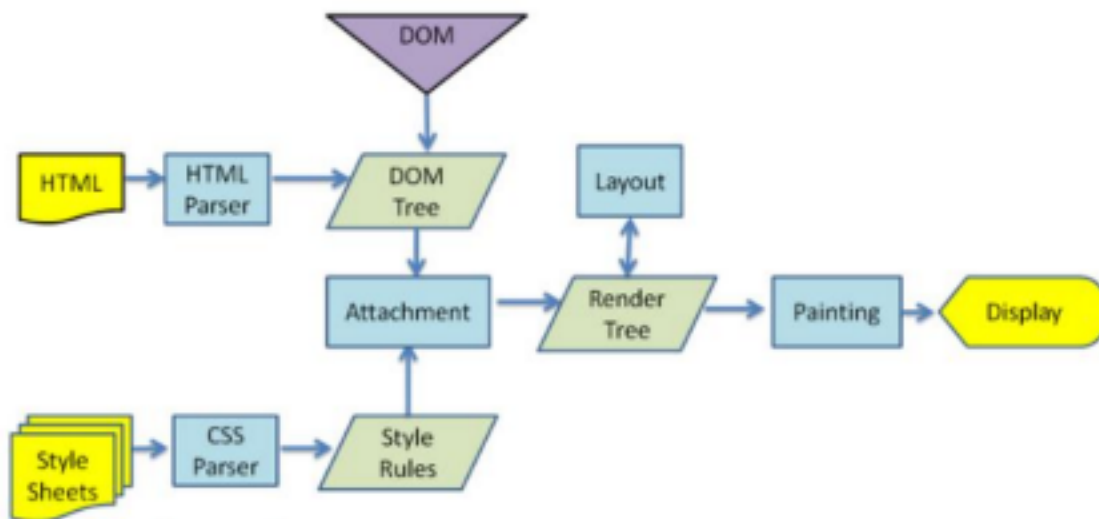 DOM
HTML
HTML
Parser
DOM
Tree
Layout
Attachment
Render
Tree
Painting
Display
Style
Sheets
CSS
Parser
Style
Rules